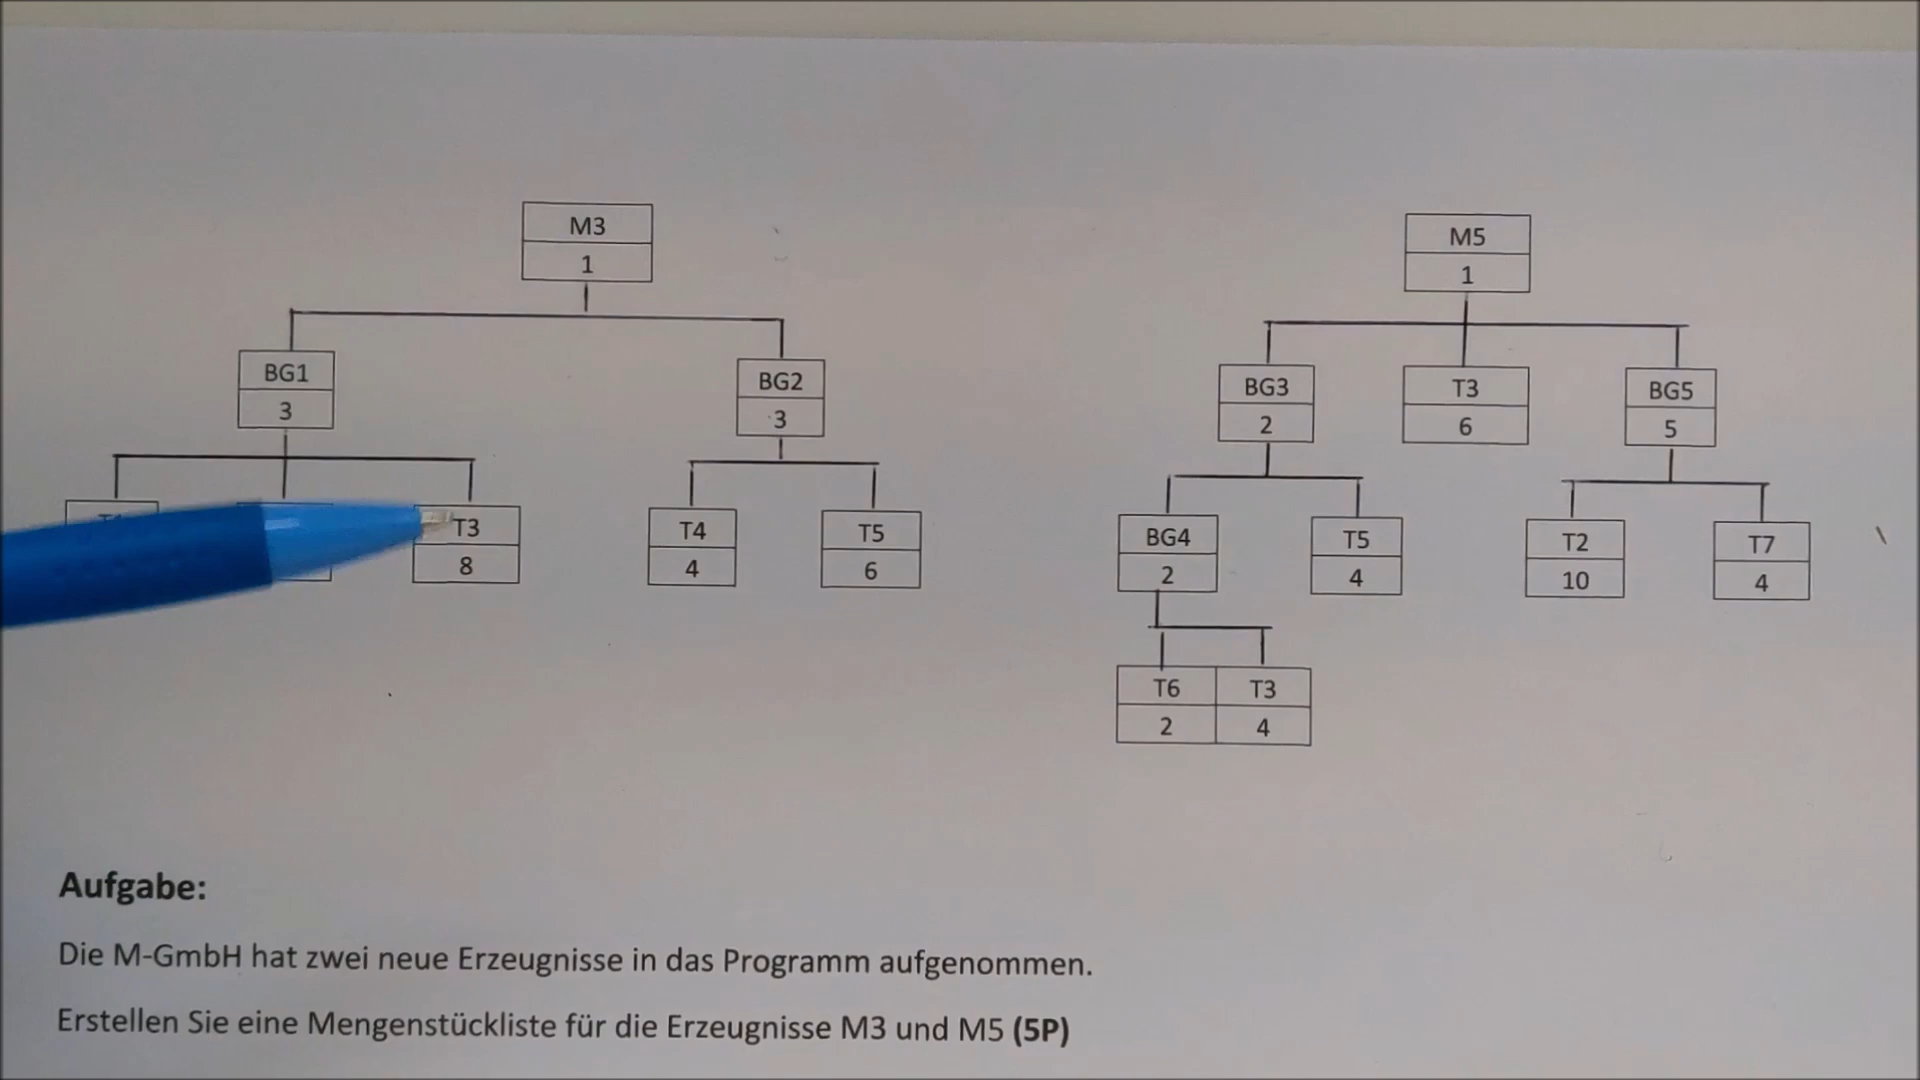 M3
1
M5
1
BG1
3
BG2
3
BG3
2
T3
6
BG5
5
T3
8
T4
4
T5
6
BG4
2
T5
4
T2
10
T7
4
T6
2
T3
4
Aufgabe:
Die M-GmbH hat zwei neue Erzeugnisse in das Programm aufgenommen.
Erstellen Sie eine Mengenstückliste für die Erzeugnisse M3 und M5 (5P)